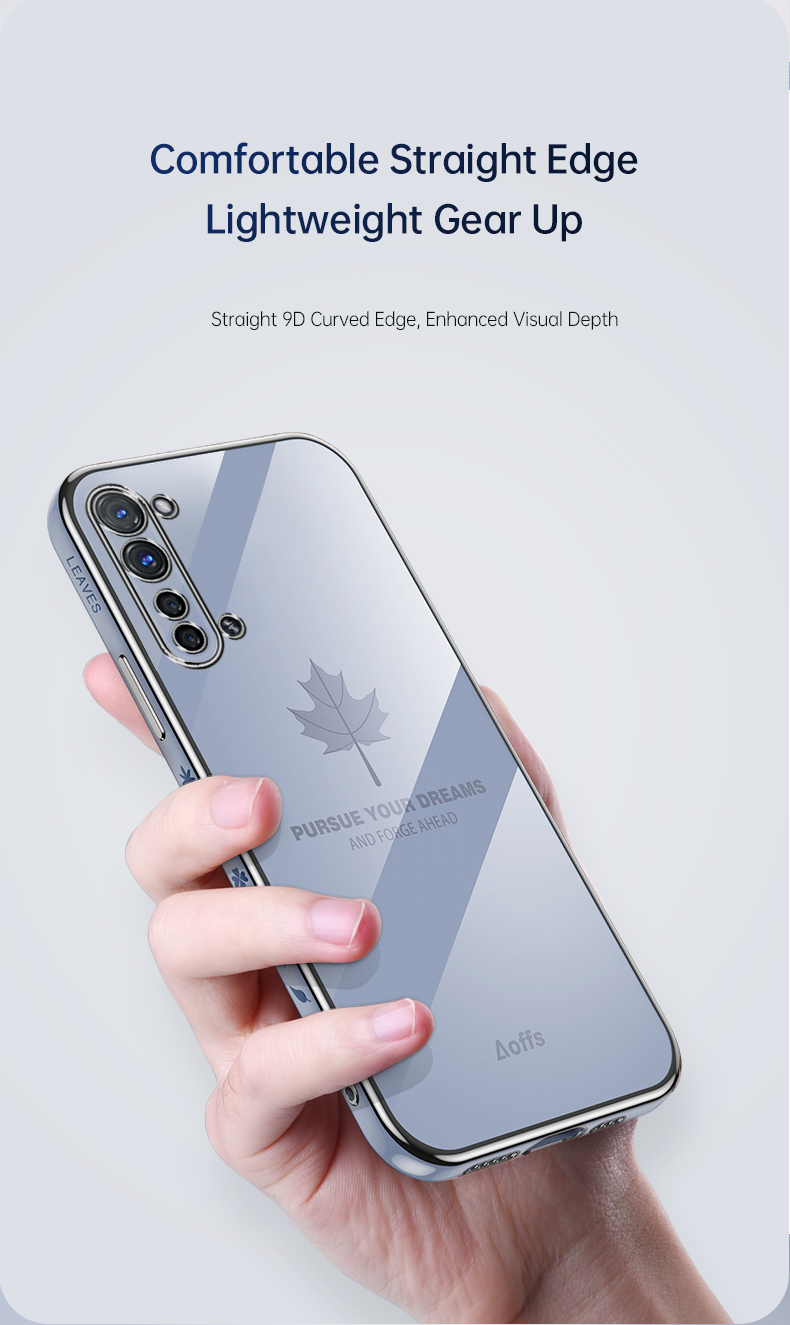 Comfortable Straight Edge
Lightweight Gear Up
Straight 9D Curved Edge, Enhanced Visual Depth
LEAVES
PURSUE YOUR DREAMS
AND FORGE AHEAD
Aoffs